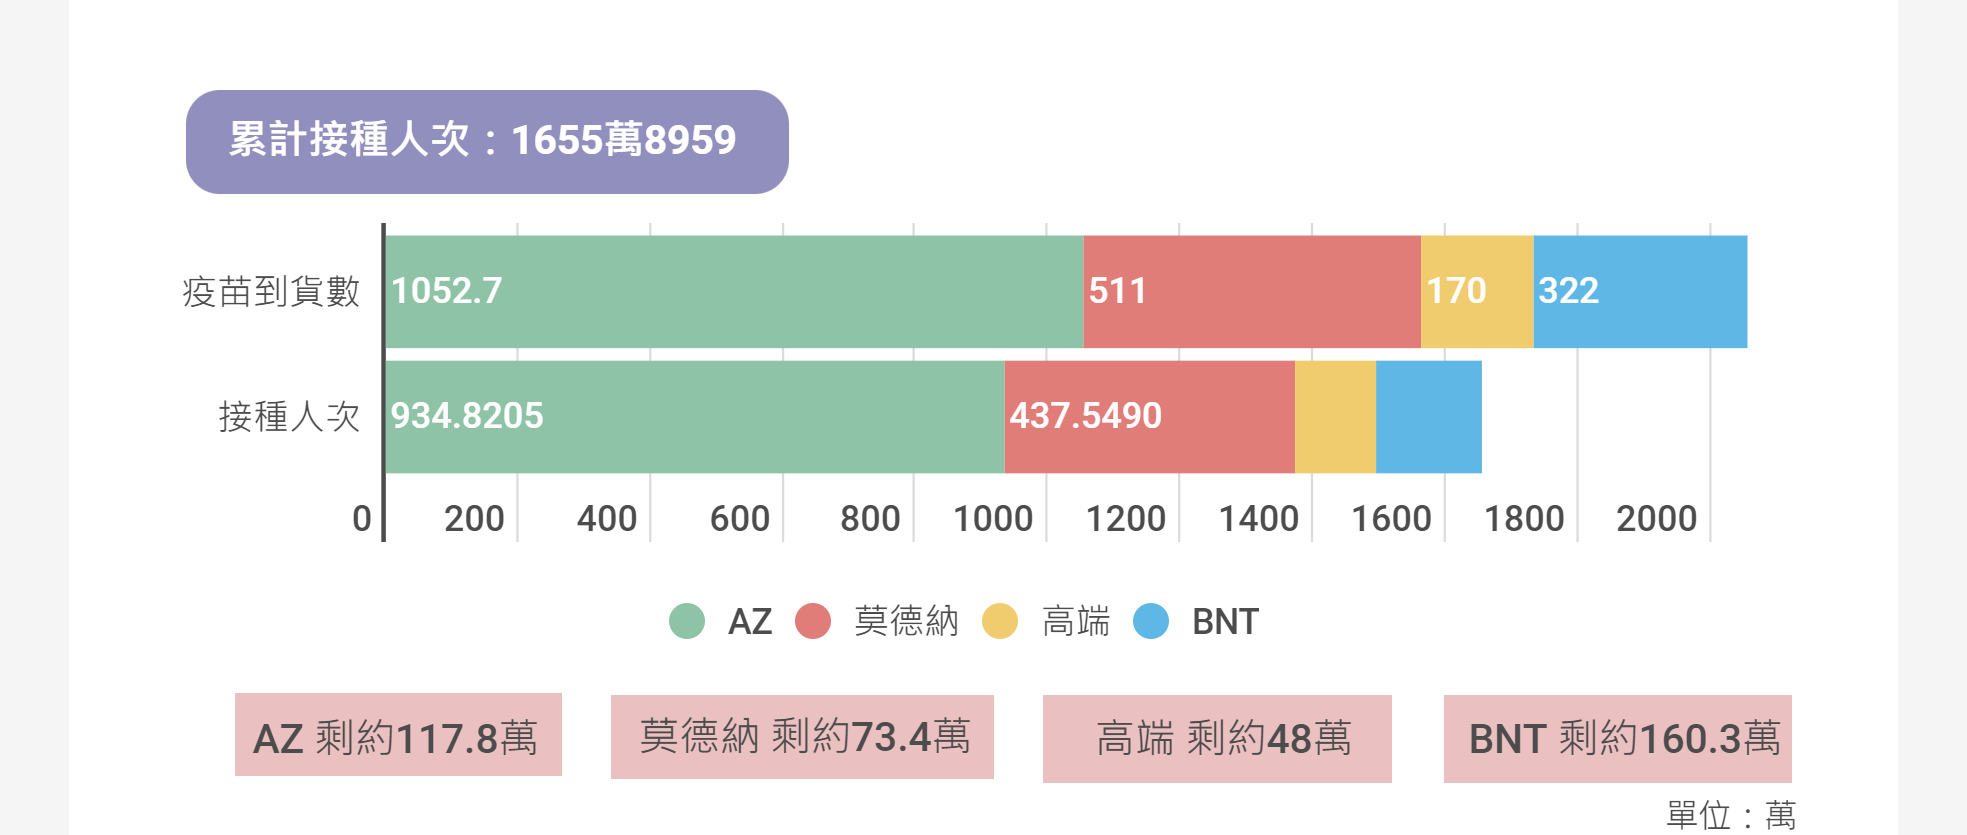 累計接種人次：1655萬8959
疫苗到貨數 1052.7 511 170 322
接種人次 934.8205 437.5490
0 200 400 600 800 1000 1200 1400 1600 1800 2000
AZ 莫德納 高端 BNT
AZ 剩約117.8萬 莫德納 剩約73.4萬 高端 剩約48萬 BNT 剩約160.3萬
單位：萬